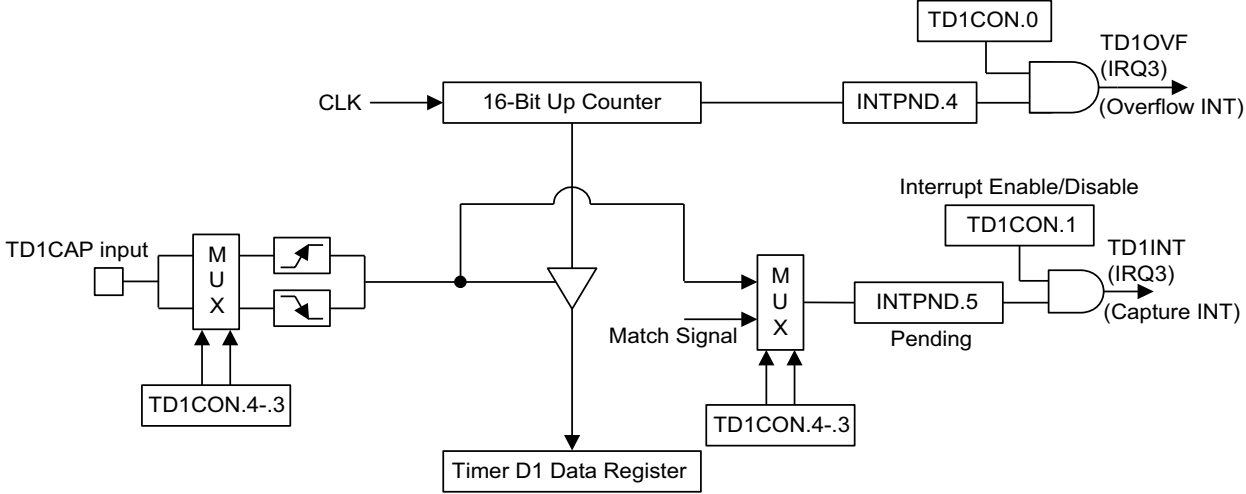 TD1CON.0
TD1OVF
(IRQ3)
(Overflow INT)
CLK
16-Bit Up Counter
INTPND.4
Interrupt Enable/Disable
TD1CON.1
TD1INT
(IRQ3)
(Capture INT)
TD1CAP input
M
U
X
M
U
X
INTPND.5
Match Signal
Pending
TD1CON.4-.3
TD1CON.4-.3
Timer D1 Data Register